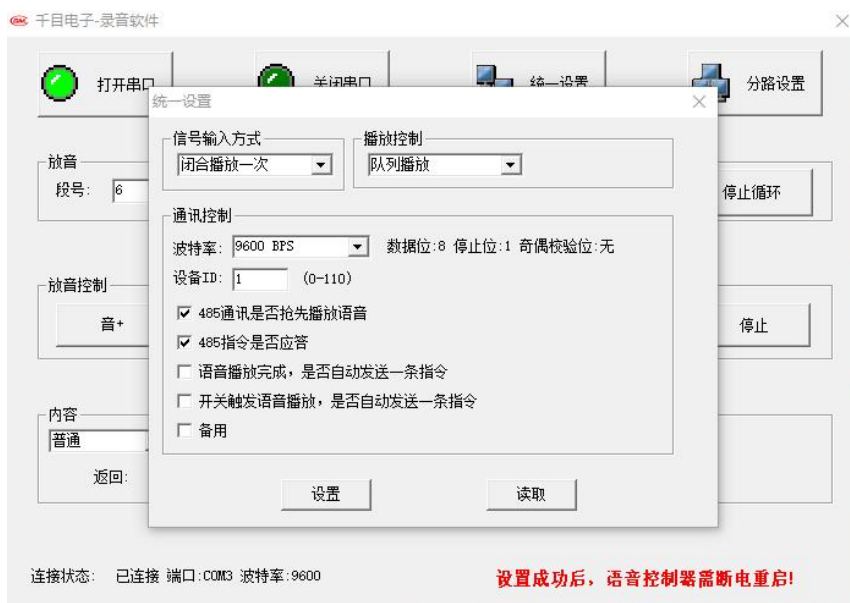 千目电子-录音软件
打开串口
关闭串口
统一设置
分路设置
统一设置
信号输入方式
播放控制
闭合播放一次
队列播放
放音
段号: 6
停止循环
通讯控制
波特率: 9600 BPS 数据位:8 停止位:1 奇偶校验位:无
设备ID: 1 (0-110)
放音控制
音+
停止
485通讯是否抢先播放语音
485指令是否应答
语音播放完成，是否自动发送一条指令
开关触发语音播放，是否自动发送一条指令
备用
内容
普通
返回:
设置
读取
连接状态: 已连接 端口:COM3 波特率:9600
设置成功后，语音控制器需断电重启!